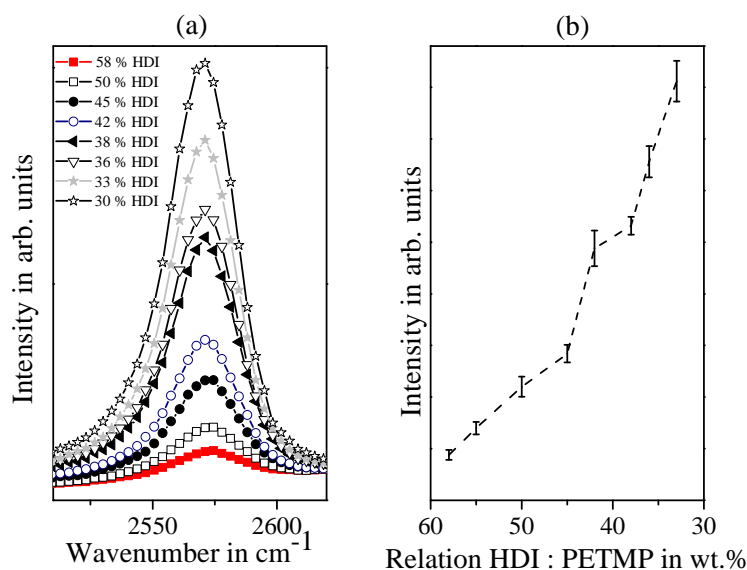 (a)
58 % HDI
50 % HDI
45 % HDI
42 % HDI
38 % HDI
36 % HDI
33 % HDI
30 % HDI
Intensity in arb. units
2550 2600
Wavenumber in cm-1
(b)
Intensity in arb. units
60 50 40 30
Relation HDI : PETMP in wt.%